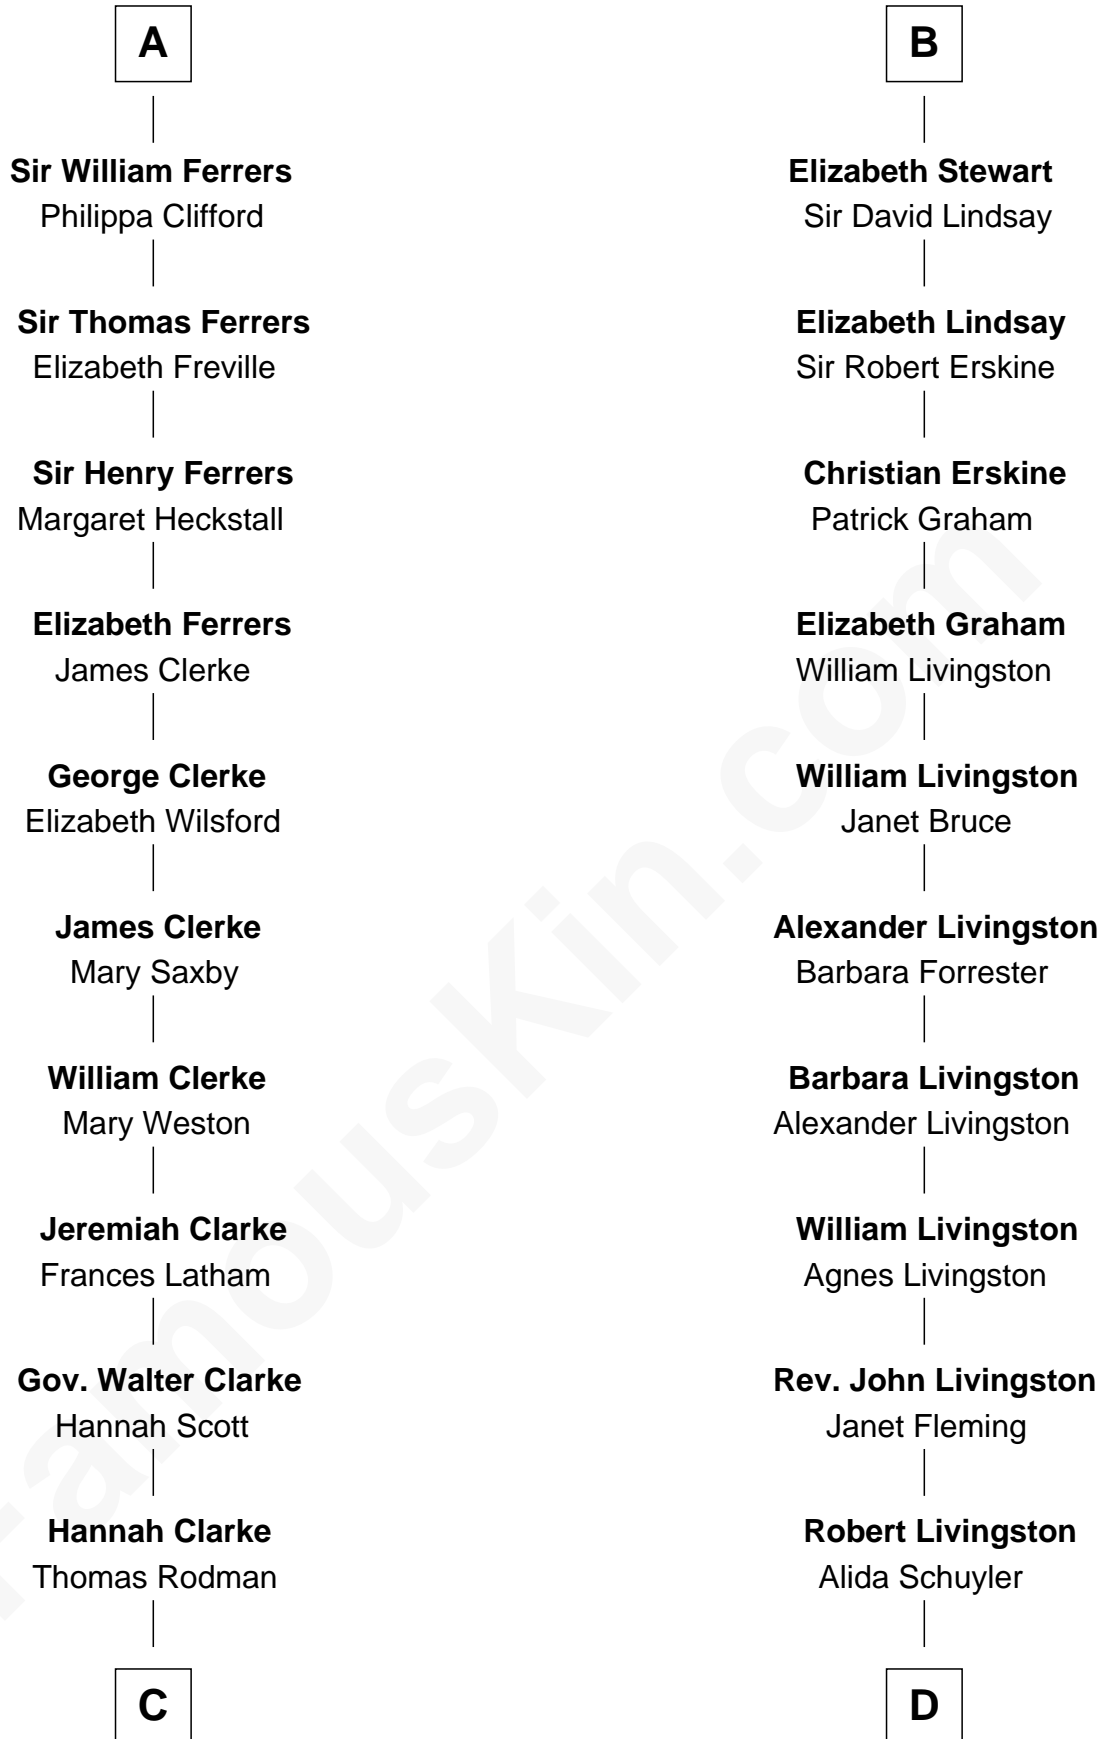 A
Sir William Ferrers
Philippa Clifford
Sir Thomas Ferrers
Elizabeth Freville
Sir Henry Ferrers
Margaret Heckstall
Elizabeth Ferrers
James Clerke
George Clerke
Elizabeth Wilsford
James Clerke
Mary Saxby
William Clerke
Mary Weston
Jeremiah Clarke
Frances Latham
Gov. Walter Clarke
Hannah Scott
Hannah Clarke
Thomas Rodman
C
B
Elizabeth Stewart
Sir David Lindsay
Elizabeth Lindsay
Sir Robert Erskine
Christian Erskine
Patrick Graham
Elizabeth Graham
William Livingston
William Livingston
Janet Bruce
Alexander Livingston
Barbara Forrester
Barbara Livingston
Alexander Livingston
William Livingston
Agnes Livingston
Rev. John Livingston
Janet Fleming
Robert Livingston
Alida Schuyler
D
FamousKin.com